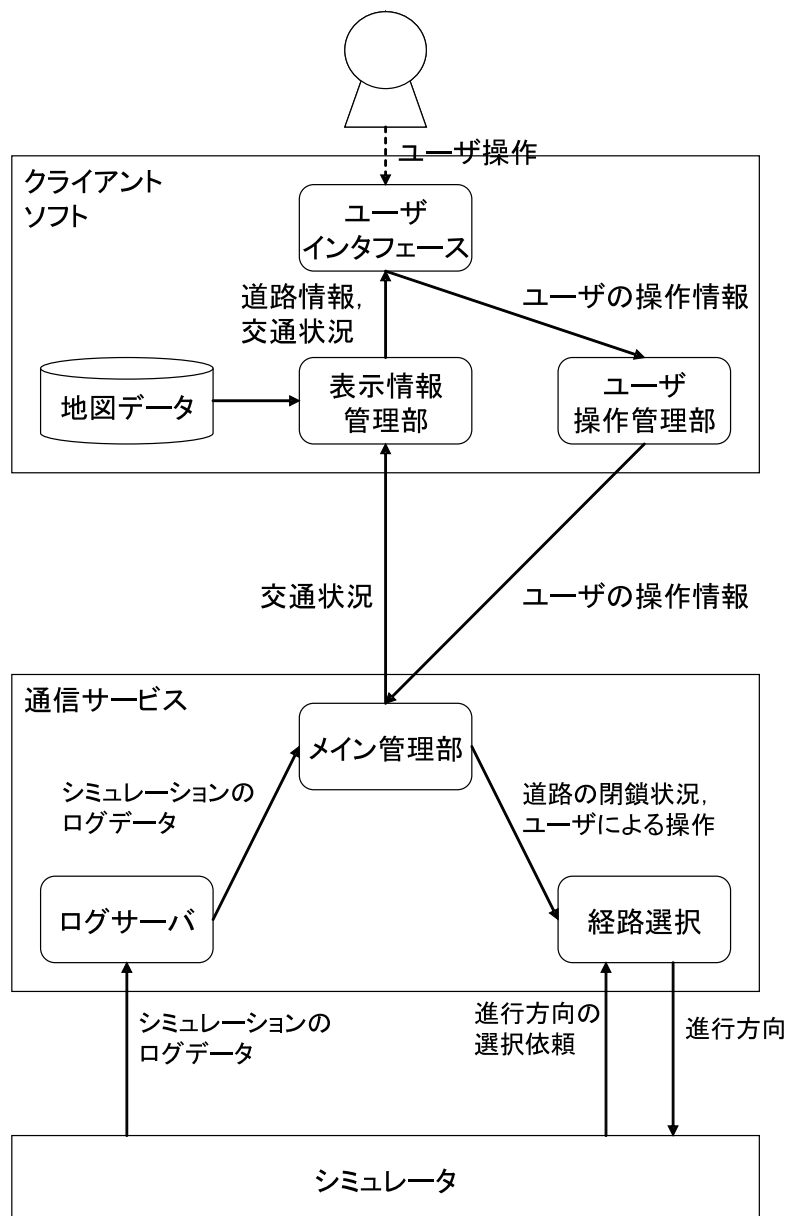 ユーザ操作
クライアント
ソフト
ユーザ
インタフェース
道路情報,
交通状況
ユーザの操作情報
地図データ
表示情報
管理部
ユーザ
操作管理部
交通状況
ユーザの操作情報
通信サービス
メイン管理部
シミュレーションの
ログデータ
道路の閉鎖状況,
ユーザによる操作
ログサーバ
経路選択
シミュレーションの
ログデータ
進行方向の
選択依頼
進行方向
シミュレータ